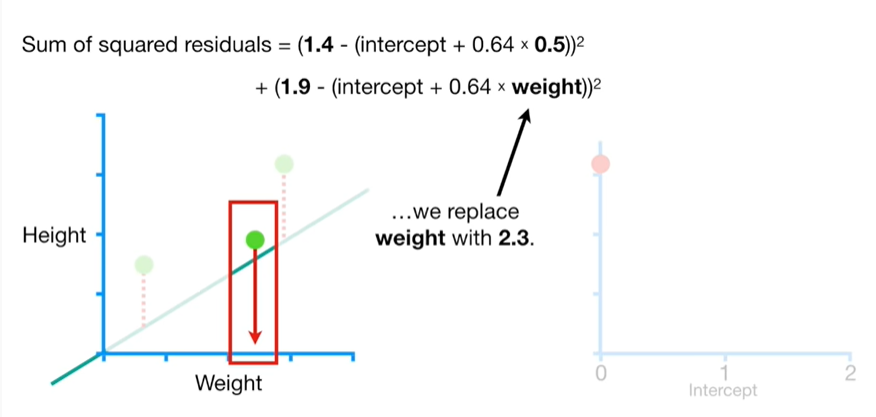 Sum of squared residuals = (1.4 - (intercept + 0.64 × 0.5))²
+ (1.9 - (intercept + 0.64 × weight))²
...we replace
weight with 2.3.
Height
Weight
0
1
2
Intercept